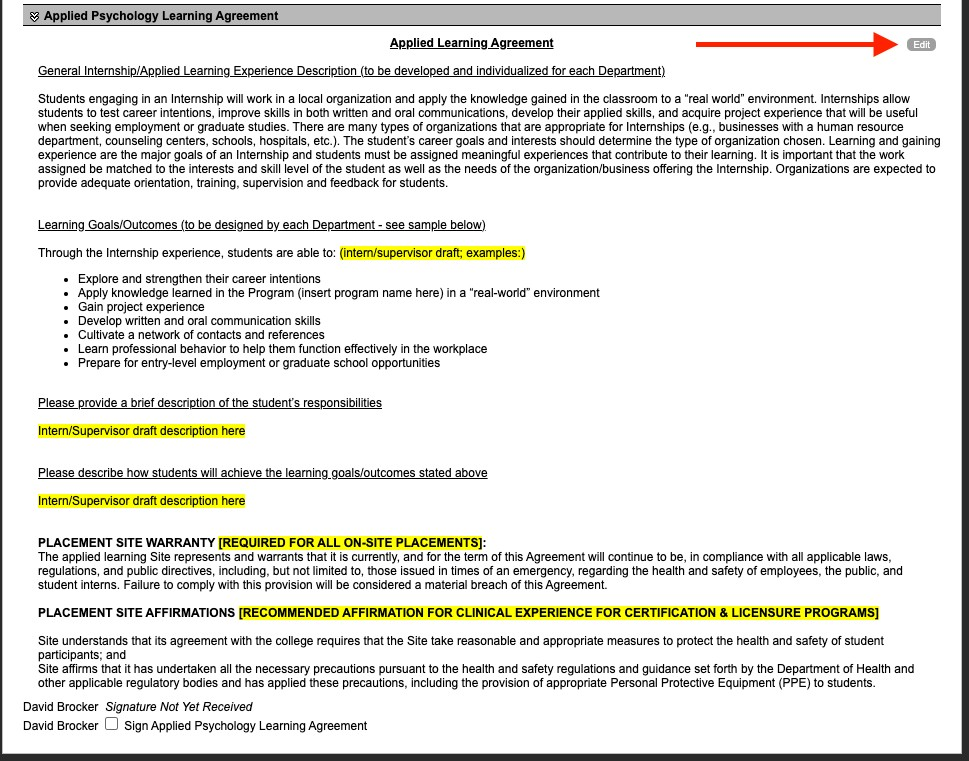 Applied Psychology Learning Agreement
Applied Learning Agreement
Edit
General Internship/Applied Learning Experience Description (to be developed and individualized for each Department)
Students engaging in an Internship will work in a local organization and apply the knowledge gained in the classroom to a “real world” environment. Internships allow
students to test career intentions, improve skills in both written and oral communications, develop their applied skills, and acquire project experience that will be useful
when seeking employment or graduate studies. There are many types of organizations that are appropriate for Internships (e.g., businesses with a human resource
department, counseling centers, schools, hospitals, etc.). The student’s career goals and interests should determine the type of organization chosen. Learning and gaining
experience are the major goals of an Internship and students must be assigned meaningful experiences that contribute to their learning. It is important that the work
assigned be matched to the interests and skill level of the student as well as the needs of the organization/business offering the Internship. Organizations are expected to
provide adequate orientation, training, supervision and feedback for students.
Learning Goals/Outcomes (to be designed by each Department - see sample below)
Through the Internship experience, students are able to: (intern/supervisor draft; examples:)
• Explore and strengthen their career intentions
• Apply knowledge learned in the Program (insert program name here) in a “real-world” environment
• Gain project experience
• Develop written and oral communication skills
• Cultivate a network of contacts and references
• Learn professional behavior to help them function effectively in the workplace
• Prepare for entry-level employment or graduate school opportunities
Please provide a brief description of the student’s responsibilities
Intern/Supervisor draft description here
Please describe how students will achieve the learning goals/outcomes stated above
Intern/Supervisor draft description here
PLACEMENT SITE WARRANTY [REQUIRED FOR ALL ON-SITE PLACEMENTS]:
The applied learning Site represents and warrants that it is currently, and for the term of this Agreement will continue to be, in compliance with all applicable laws,
regulations, and public directives, including, but not limited to, those issued in times of an emergency, regarding the health and safety of employees, the public, and
student interns. Failure to comply with this provision will be considered a material breach of this Agreement.
PLACEMENT SITE AFFIRMATIONS [RECOMMENDED AFFIRMATION FOR CLINICAL EXPERIENCE FOR CERTIFICATION & LICENSURE PROGRAMS]
Site understands that its agreement with the college requires that the Site take reasonable and appropriate measures to protect the health and safety of student
participants; and
Site affirms that it has undertaken all the necessary precautions pursuant to the health and safety regulations and guidance set forth by the Department of Health and
other applicable regulatory bodies and has applied these precautions, including the provision of appropriate Personal Protective Equipment (PPE) to students.
David Brocker Signature Not Yet Received
David Brocker Sign Applied Psychology Learning Agreement